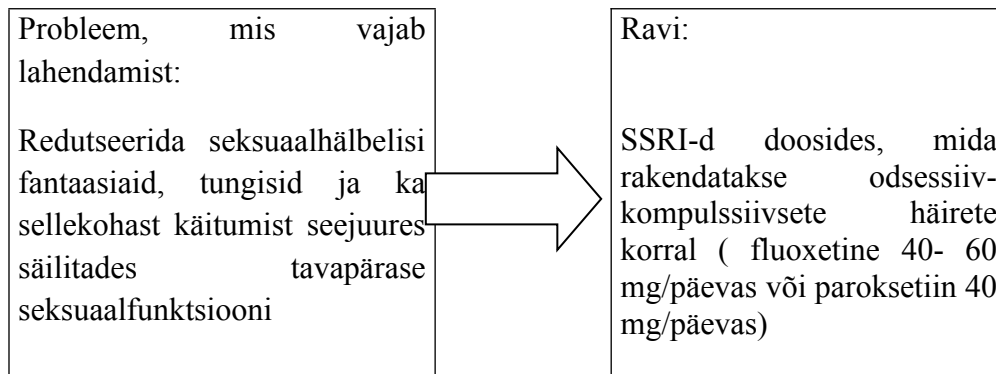 Probleem, mis vajab
lahendamist:
Redutseerida seksuaalhälbelisi
fantaasiaid, tungisid ja ka
sellekohast käitumist seejuures
säilitades tavapärase
seksuaalfunktsiooni
Ravi:
SSRI-d doosides, mida
rakendatakse odsessiiv-
kompulssiivsete häirete
korral ( fluoxetine 40- 60
mg/päevas või paroksetiin 40
mg/päevas)